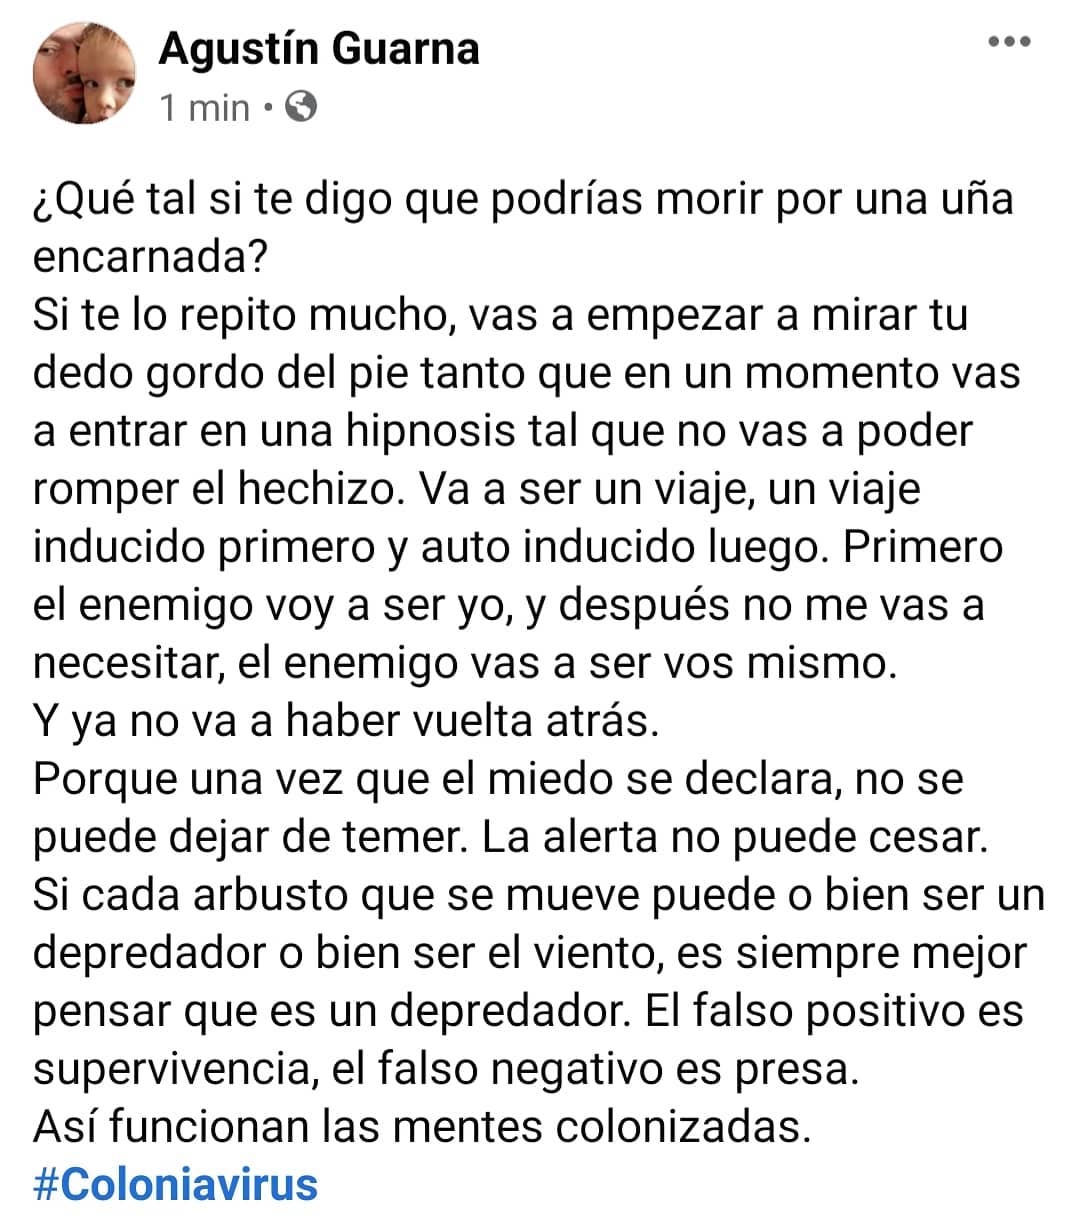 Agustín Guarna
1 min •
¿Qué tal si te digo que podrías morir por una uña
encarnada?
Si te lo repito mucho, vas a empezar a mirar tu
dedo gordo del pie tanto que en un momento vas
a entrar en una hipnosis tal que no vas a poder
romper el hechizo. Va a ser un viaje, un viaje
inducido primero y auto inducido luego. Primero
el enemigo voy a ser yo, y después no me vas a
necesitar, el enemigo vas a ser vos mismo.
Y ya no va a haber vuelta atrás.
Porque una vez que el miedo se declara, no se
puede dejar de temer. La alerta no puede cesar.
Si cada arbusto que se mueve puede o bien ser un
depredador o bien ser el viento, es siempre mejor
pensar que es un depredador. El falso positivo es
supervivencia, el falso negativo es presa.
Así funcionan las mentes colonizadas.
#Coloniavirus